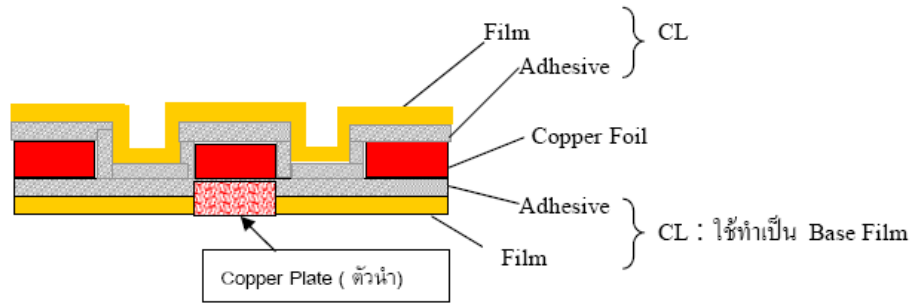 Film
CL
Adhesive
Copper Foil
Adhesive
CL : ใช้ทำเป็น Base Film
Film
Copper Plate ( ตัวนำ)